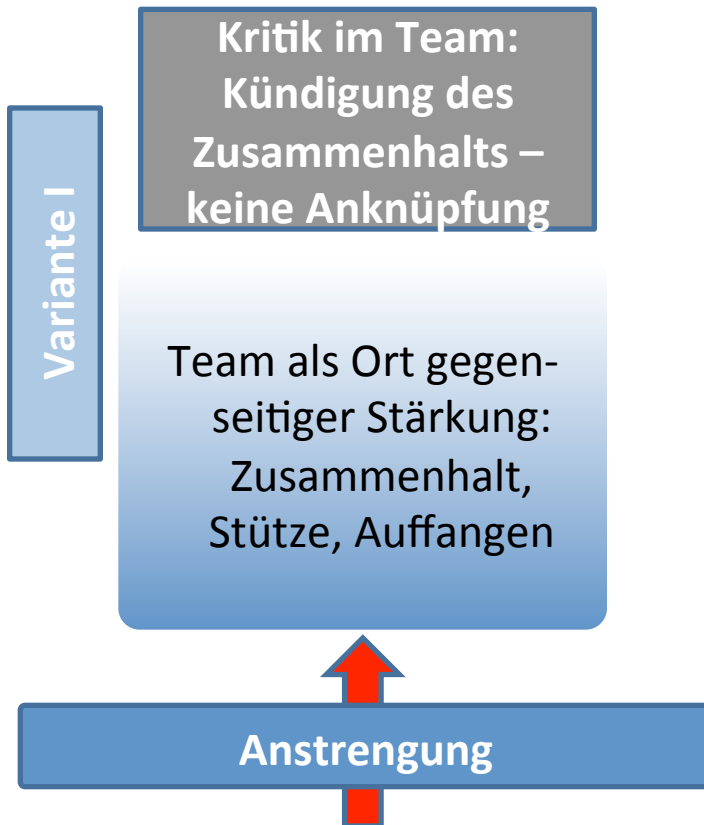 Kritik im Team:
Kündigung des
Zusammenhalts –
keine Anknüpfung
Variante I
Team als Ort gegen-
seitiger Stärkung:
Zusammenhalt,
Stütze, Auffangen
Anstrengung